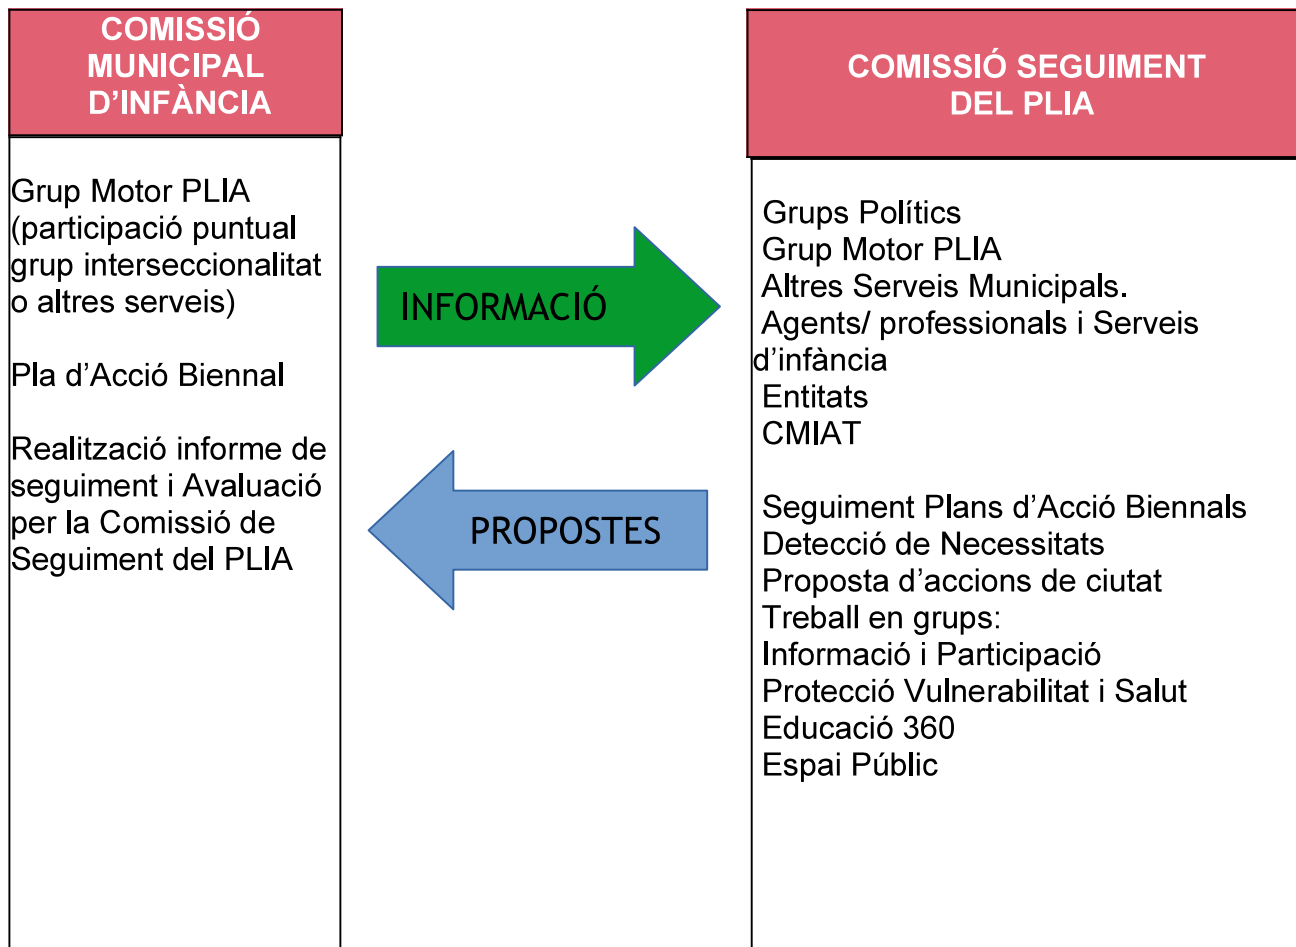 COMISSIÓ
MUNICIPAL
D’INFÀNCIA
Grup Motor PLIA
(participació puntual
grup interseccionalitat
o altres serveis)
Pla d’Acció Biennal
Realització informe de
seguiment i Avaluació
per la Comissió de
Seguiment del PLIA
INFORMACIÓ
PROPOSTES
COMISSIÓ SEGUIMENT
DEL PLIA
Grups Polítics
Grup Motor PLIA
Altres Serveis Municipals.
Agents/ professionals i Serveis
d’infància
Entitats
CMIAT
Seguiment Plans d’Acció Biennals
Detecció de Necessitats
Proposta d’accions de ciutat
Treball en grups:
Informació i Participació
Protecció Vulnerabilitat i Salut
Educació 360
Espai Públic